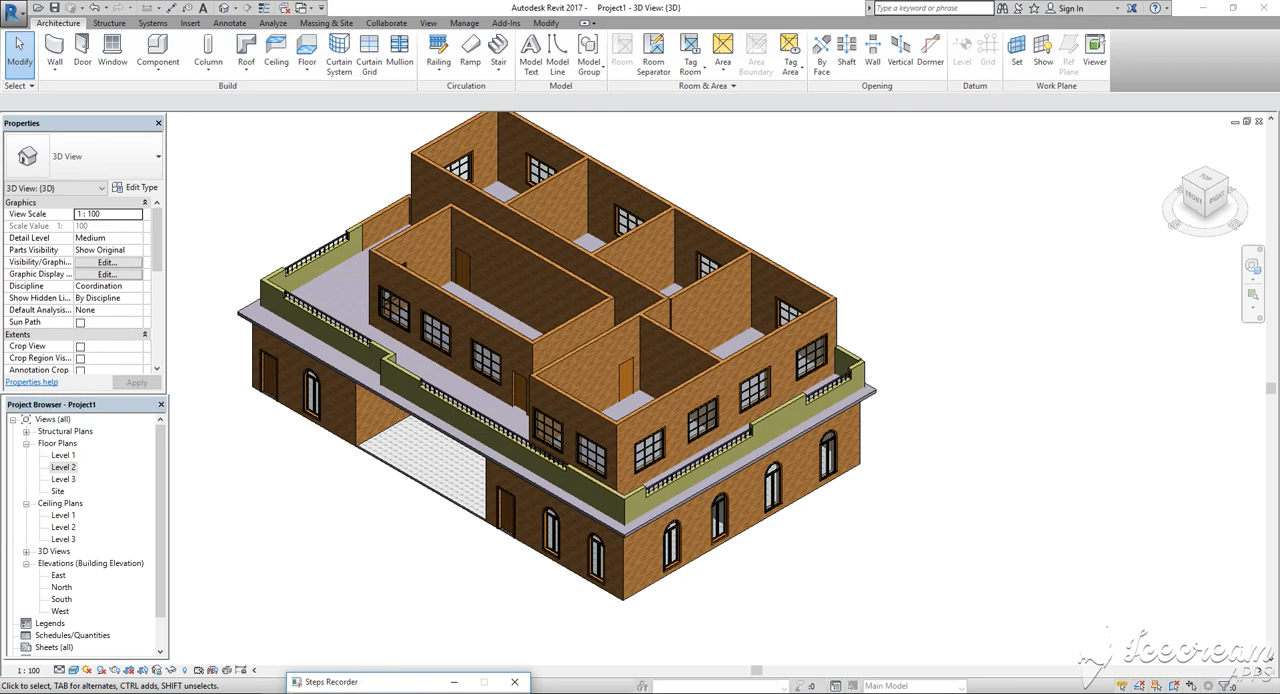 Autodesk Revit 2017 - Project1 - 3D View: {3D}
Type a keyword or phrase
Sign In
Architecture Structure Systems Insert Annotate Analyze Massing & Site Collaborate View Manage Add-Ins Modify
Modify Wall Door Window Component Column Roof Ceiling Floor Curtain System Curtain Grid Mullion Railing Ramp Stair Model Text Model Line Model Group Room Room Separator Tag Room Area Area Boundary Tag Area By Face Shaft Wall Vertical Dormer Level Grid Set Show Ref Plane Viewer
Select Build Circulation Model Room & Area Opening Datum Work Plane
Properties
3D View
3D View: {3D} Edit Type
Graphics
View Scale 1 : 100
Scale Value 1: 100
Detail Level Medium
Parts Visibility Show Original
Visibility/Graphi... Edit...
Graphic Display ... Edit...
Discipline Coordination
Show Hidden Li... By Discipline
Default Analysis... None
Sun Path
Extents
Crop View
Crop Region Vis...
Annotation Crop
Properties help Apply
Project Browser - Project1
Views (all)
Structural Plans
Floor Plans
Level 1
Level 2
Level 3
Site
Ceiling Plans
Level 1
Level 2
Level 3
3D Views
Elevations (Building Elevation)
East
North
South
West
Legends
Schedules/Quantities
Sheets (all)
TOP
FRONT
RIGHT
1 : 100
Steps Recorder
Click to select, TAB for alternates, CTRL adds, SHIFT unselects.
:0
Main Model
:0
Icecream
APPS